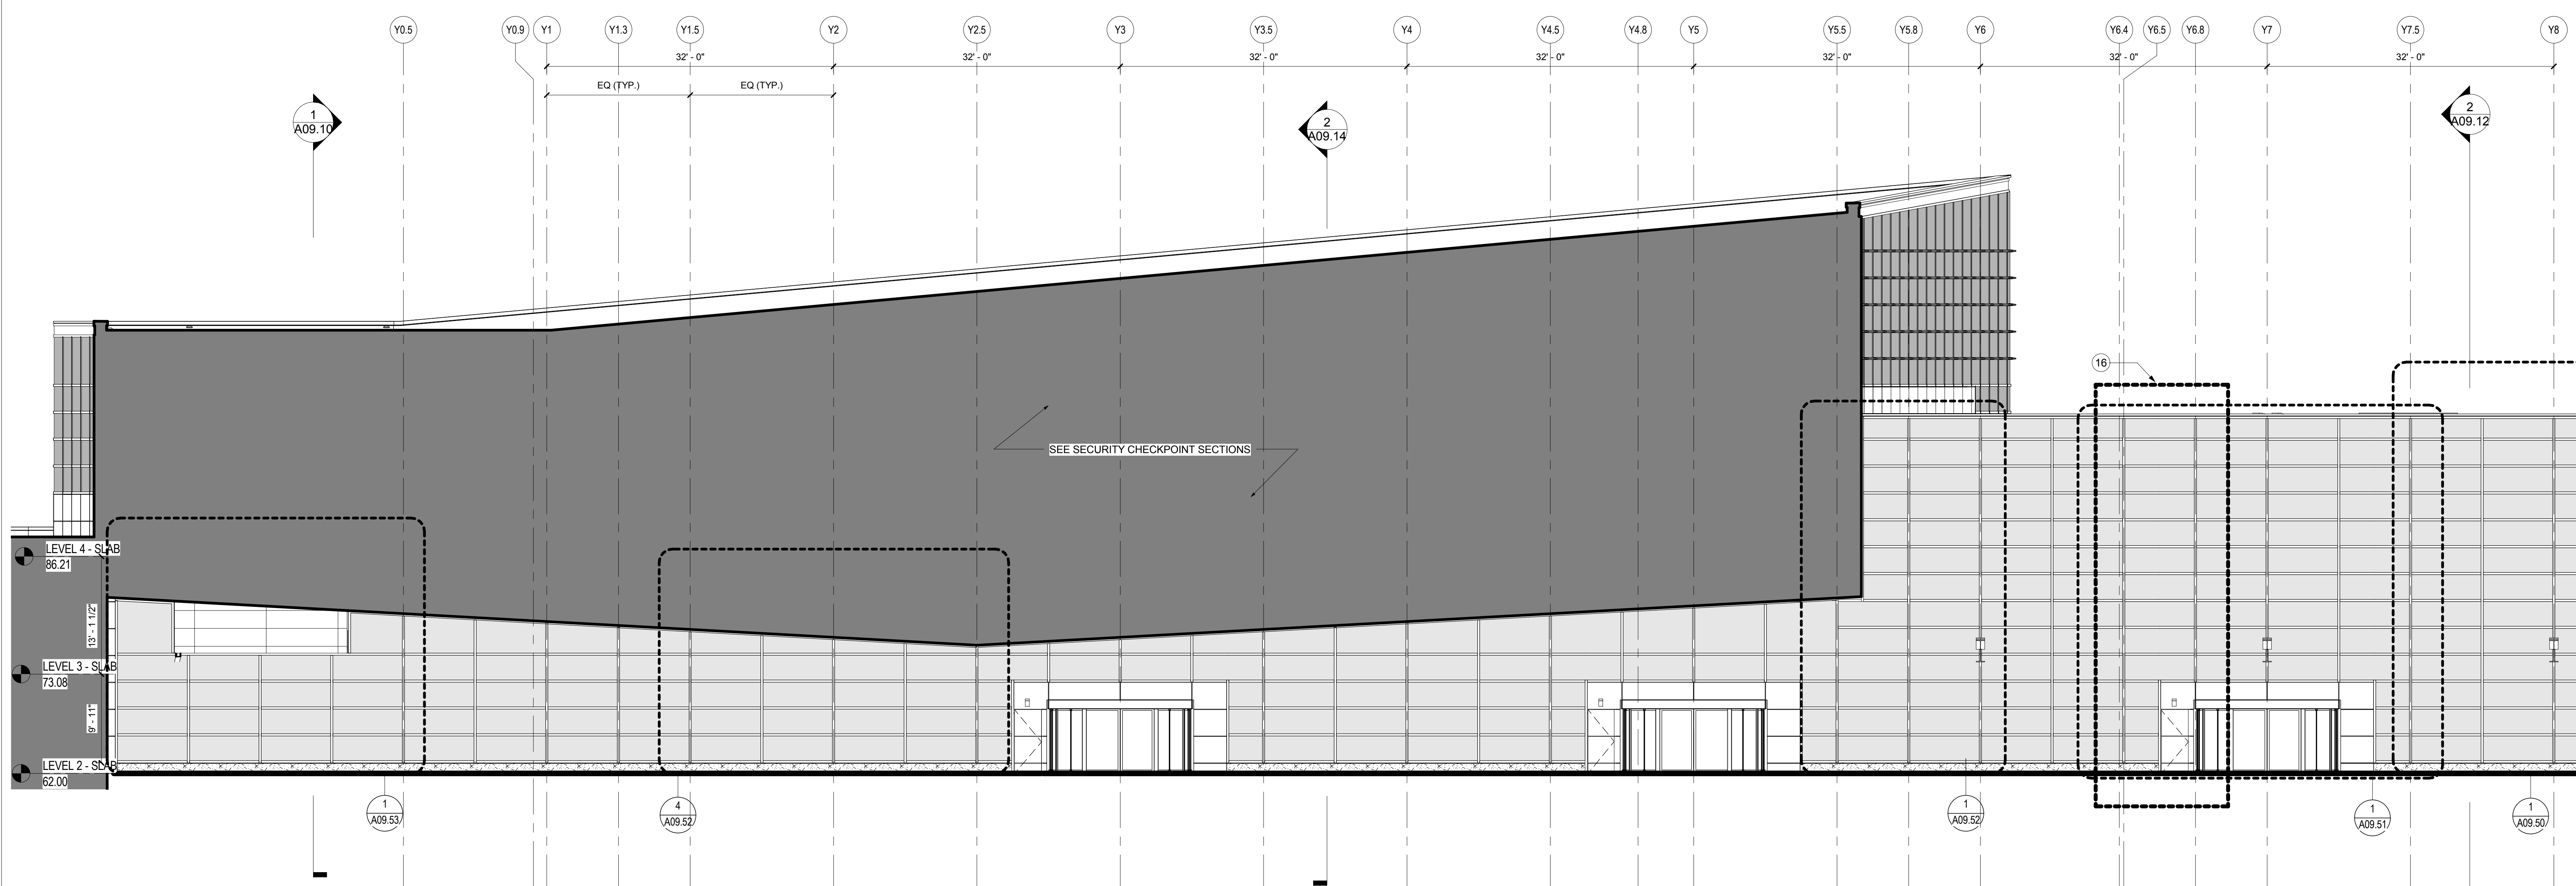 Y0.5
Y0.9
Y1
Y1.3
Y1.5
Y2
Y2.5
Y3
Y3.5
Y4
Y4.5
Y4.8
Y5
Y5.5
Y5.8
Y6
Y6.4
Y6.5
Y6.8
Y7
Y7.5
Y8
32' - 0"
32' - 0"
32' - 0"
32' - 0"
32' - 0"
32' - 0"
32' - 0"
EQ (TYP.)
EQ (TYP.)
1
A09.10
2
A09.14
2
A09.12
16
SEE SECURITY CHECKPOINT SECTIONS
LEVEL 4 - SLAB
86.21
13' - 1 1/2"
LEVEL 3 - SLAB
73.08
9' - 11"
LEVEL 2 - SLAB
62.00
1
A09.53
4
A09.52
1
A09.52
1
A09.51
1
A09.50